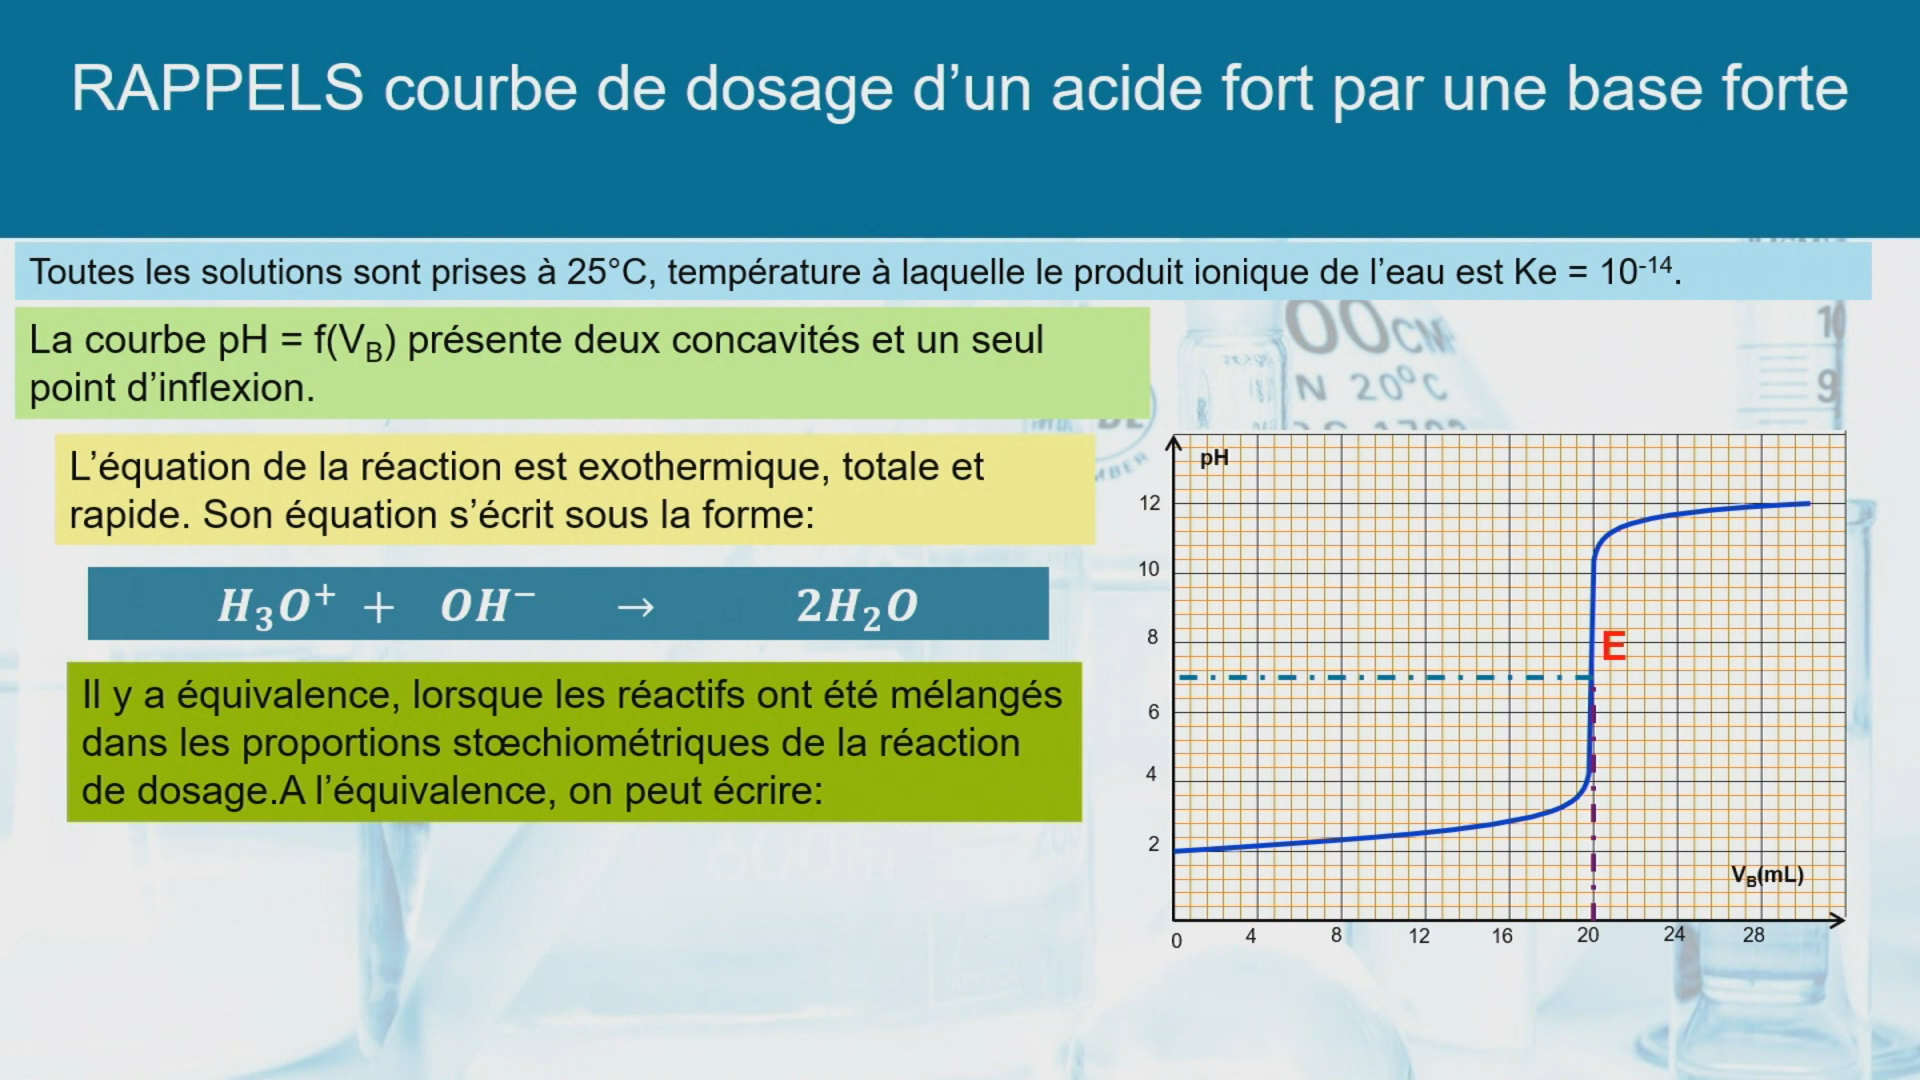 RAPPELS courbe de dosage d’un acide fort par une base forte
Toutes les solutions sont prises à 25°C, température à laquelle le produit ionique de l’eau est Ke = 10⁻¹⁴.
La courbe pH = f(V_B) présente deux concavités et un seul
point d’inflexion.
L’équation de la réaction est exothermique, totale et
rapide. Son équation s’écrit sous la forme:
H₃O⁺ + OH⁻ → 2H₂O
Il y a équivalence, lorsque les réactifs ont été mélangés
dans les proportions stœchiométriques de la réaction
de dosage.A l’équivalence, on peut écrire:
OOCM
N 20°C
10
9
pH
12
10
8
E
6
4
2
V_B(mL)
0 4 8 12 16 20 24 28